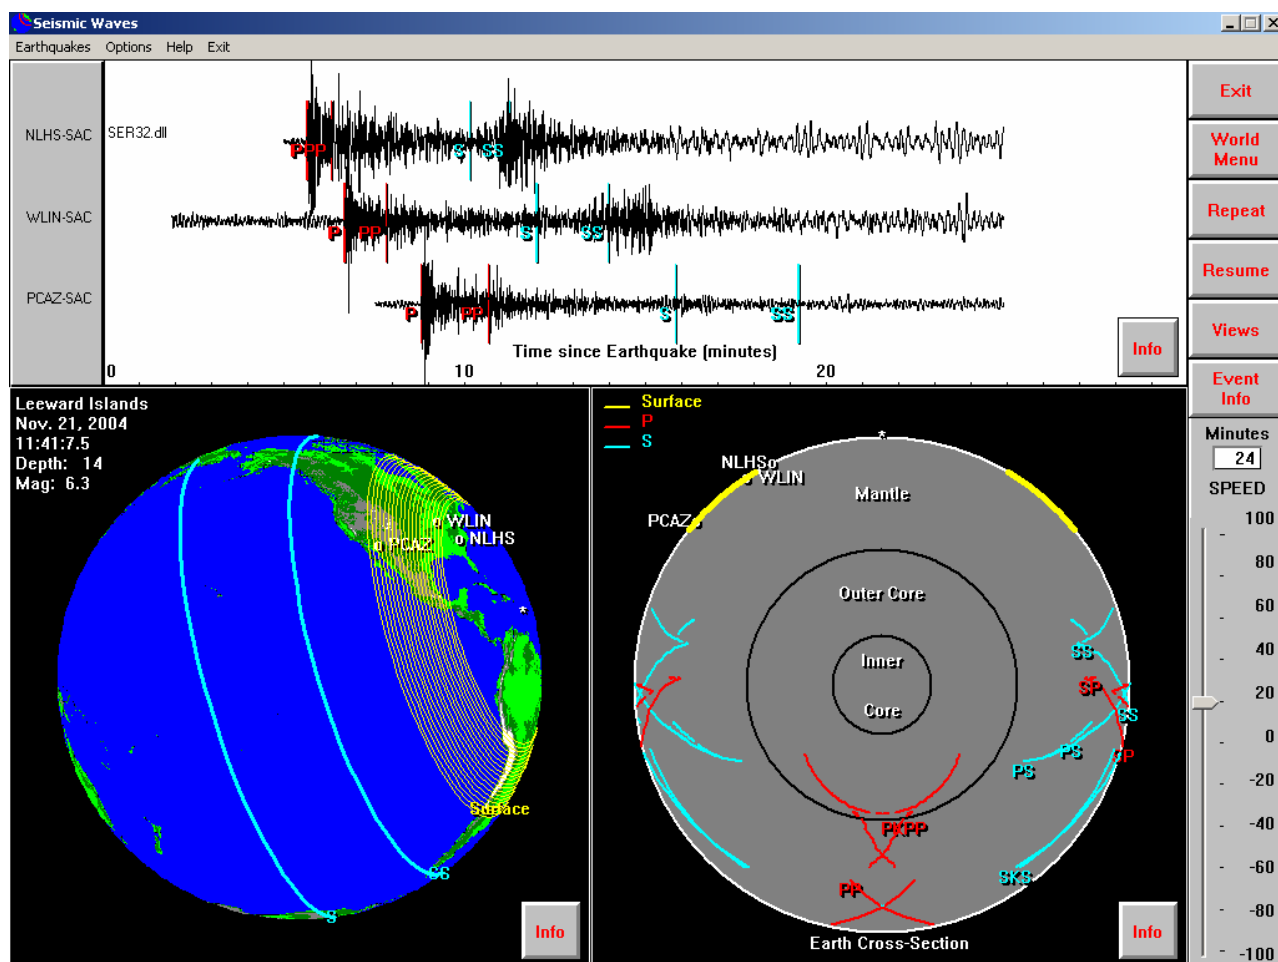 Seismic Waves
Earthquakes Options Help Exit
NLHS-SAC
SER32.dll
P PP S SS
WLIN-SAC
P PP S SS
PCAZ-SAC
P PP S SS
Time since Earthquake (minutes)
0 10 20
Info
Exit
World
Menu
Repeat
Resume
Views
Event
Info
Minutes
24
SPEED
100
80
60
40
20
0
-20
-40
-60
-80
-100
Leeward Islands
Nov. 21, 2004
11:41:7.5
Depth: 14
Mag: 6.3
WLIN
NLHS
PCAZ
Surface
SS
S
Info
Surface
P
S
*
NLHS
WLIN
PCAZ
Mantle
Outer Core
Inner
Core
SS
SP
SS
PS
PS
P
PKPP
SKS
PP
Earth Cross-Section
Info